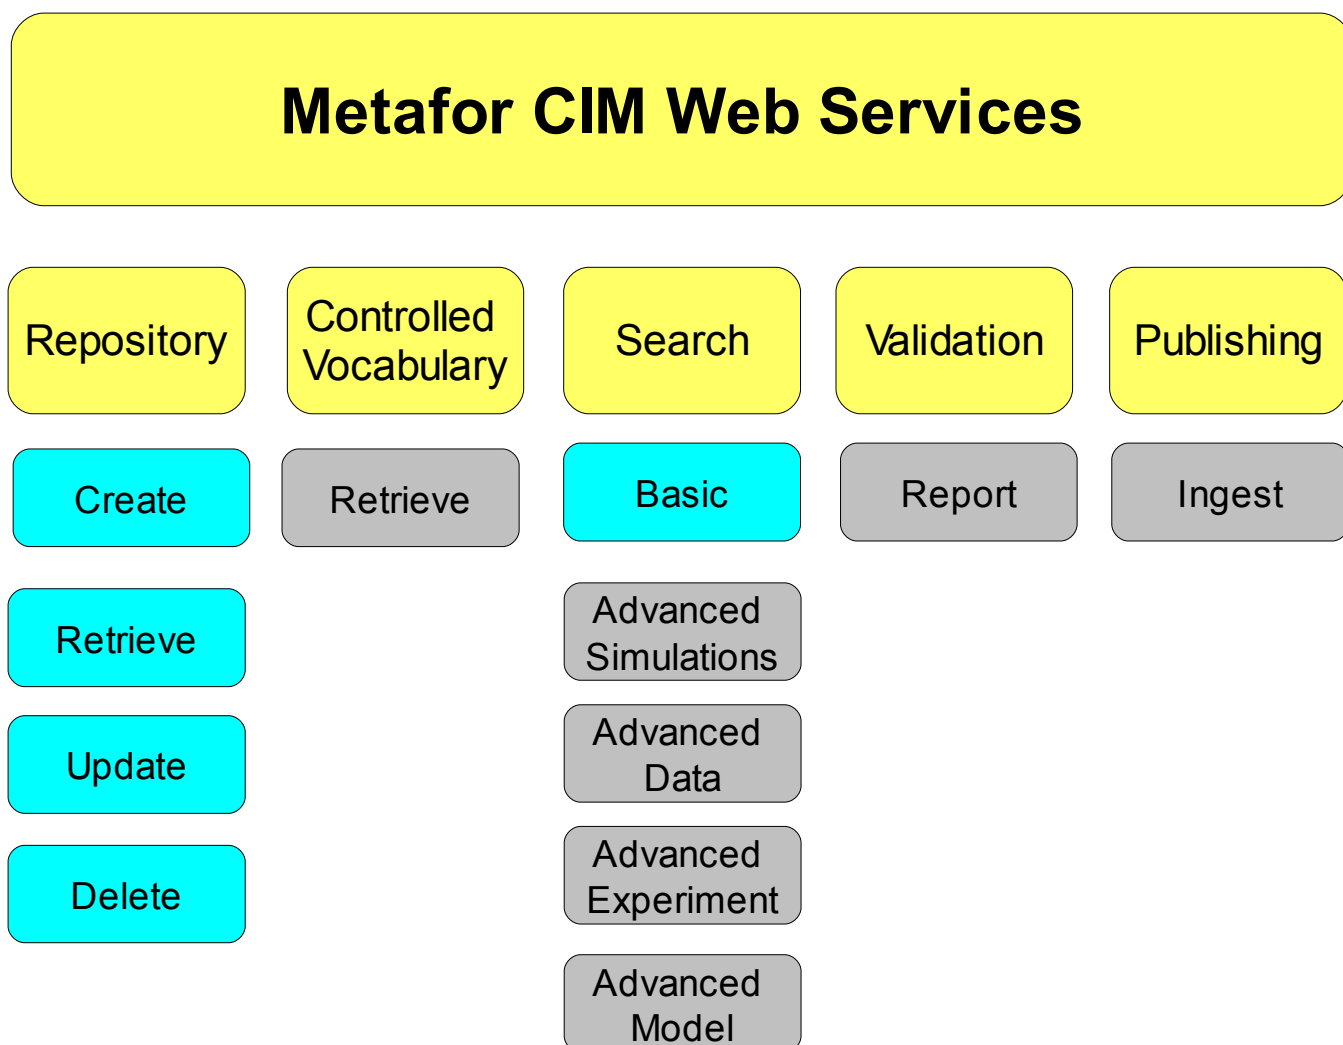 Metafor CIM Web Services
Repository
Controlled
Vocabulary
Search
Validation
Publishing
Create
Retrieve
Basic
Report
Ingest
Retrieve
Advanced
Simulations
Update
Advanced
Data
Delete
Advanced
Experiment
Advanced
Model